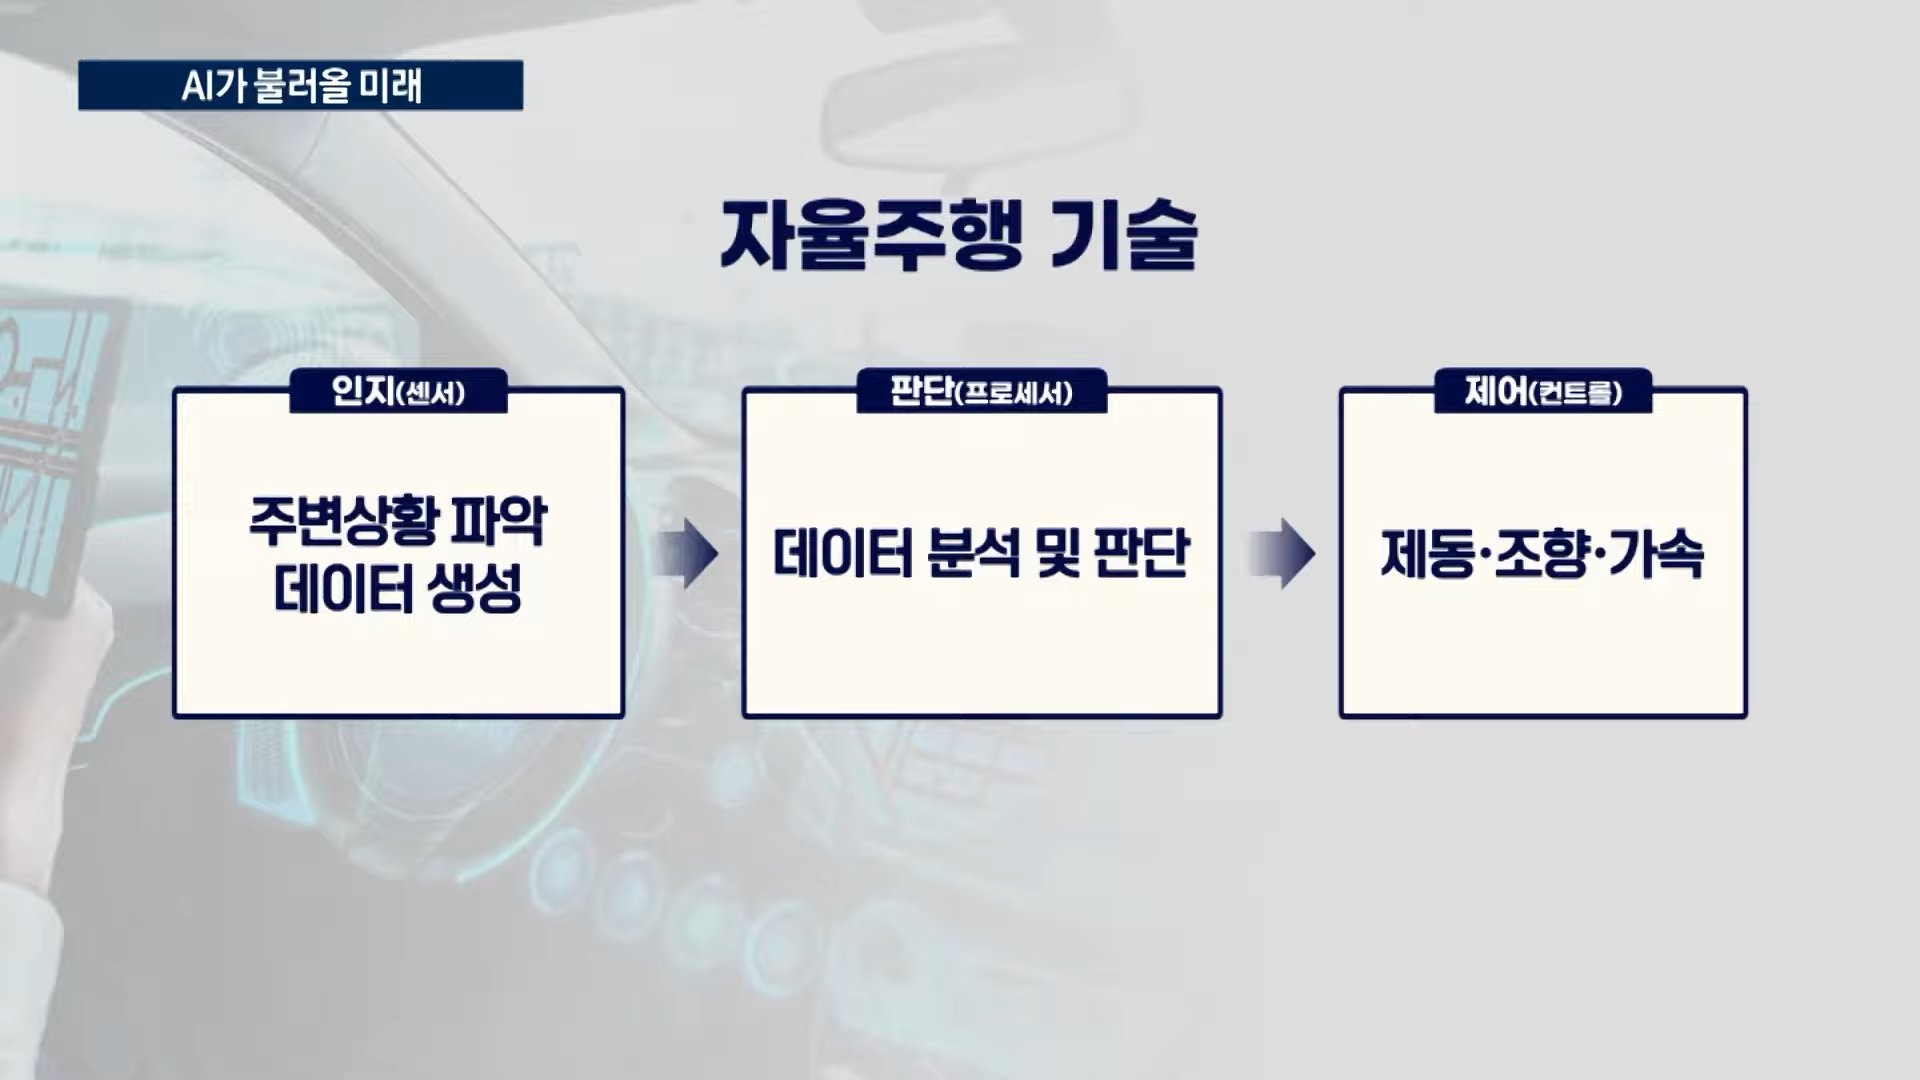 AI가 불러올 미래
자율주행 기술
인지(센서)
주변상황 파악
데이터 생성
판단(프로세서)
데이터 분석 및 판단
제어(컨트롤)
제동·조향·가속